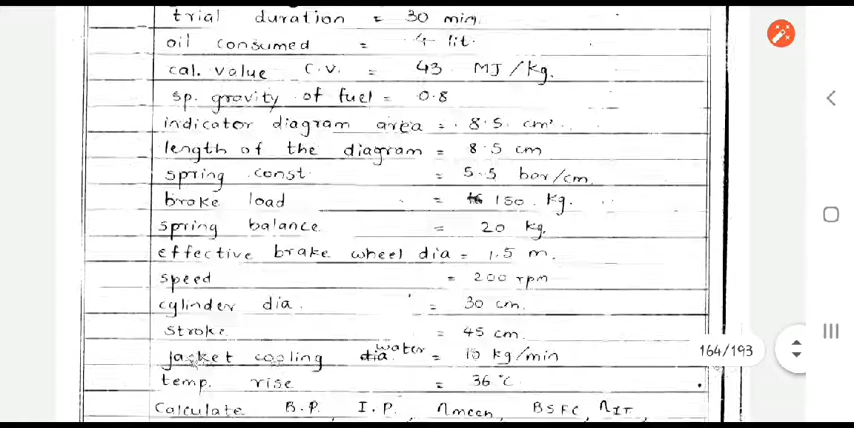 trial duration = 30 min.
oil consumed = 4 lit.
cal. value C.V. = 43 MJ/kg.
sp. gravity of fuel = 0.8
indicator diagram area = 8.5 cm²
length of the diagram = 8.5 cm
spring const. = 5.5 bar/cm
brake load = 150 kg.
spring balance = 20 kg.
effective brake wheel dia = 1.5 m.
speed = 200 rpm
cylinder dia. = 30 cm.
stroke = 45 cm.
jacket cooling water = kg/min
164/193
temp. rise = 36 °C
Calculate B.P. I.P. ηmech BSFC, ηIT,